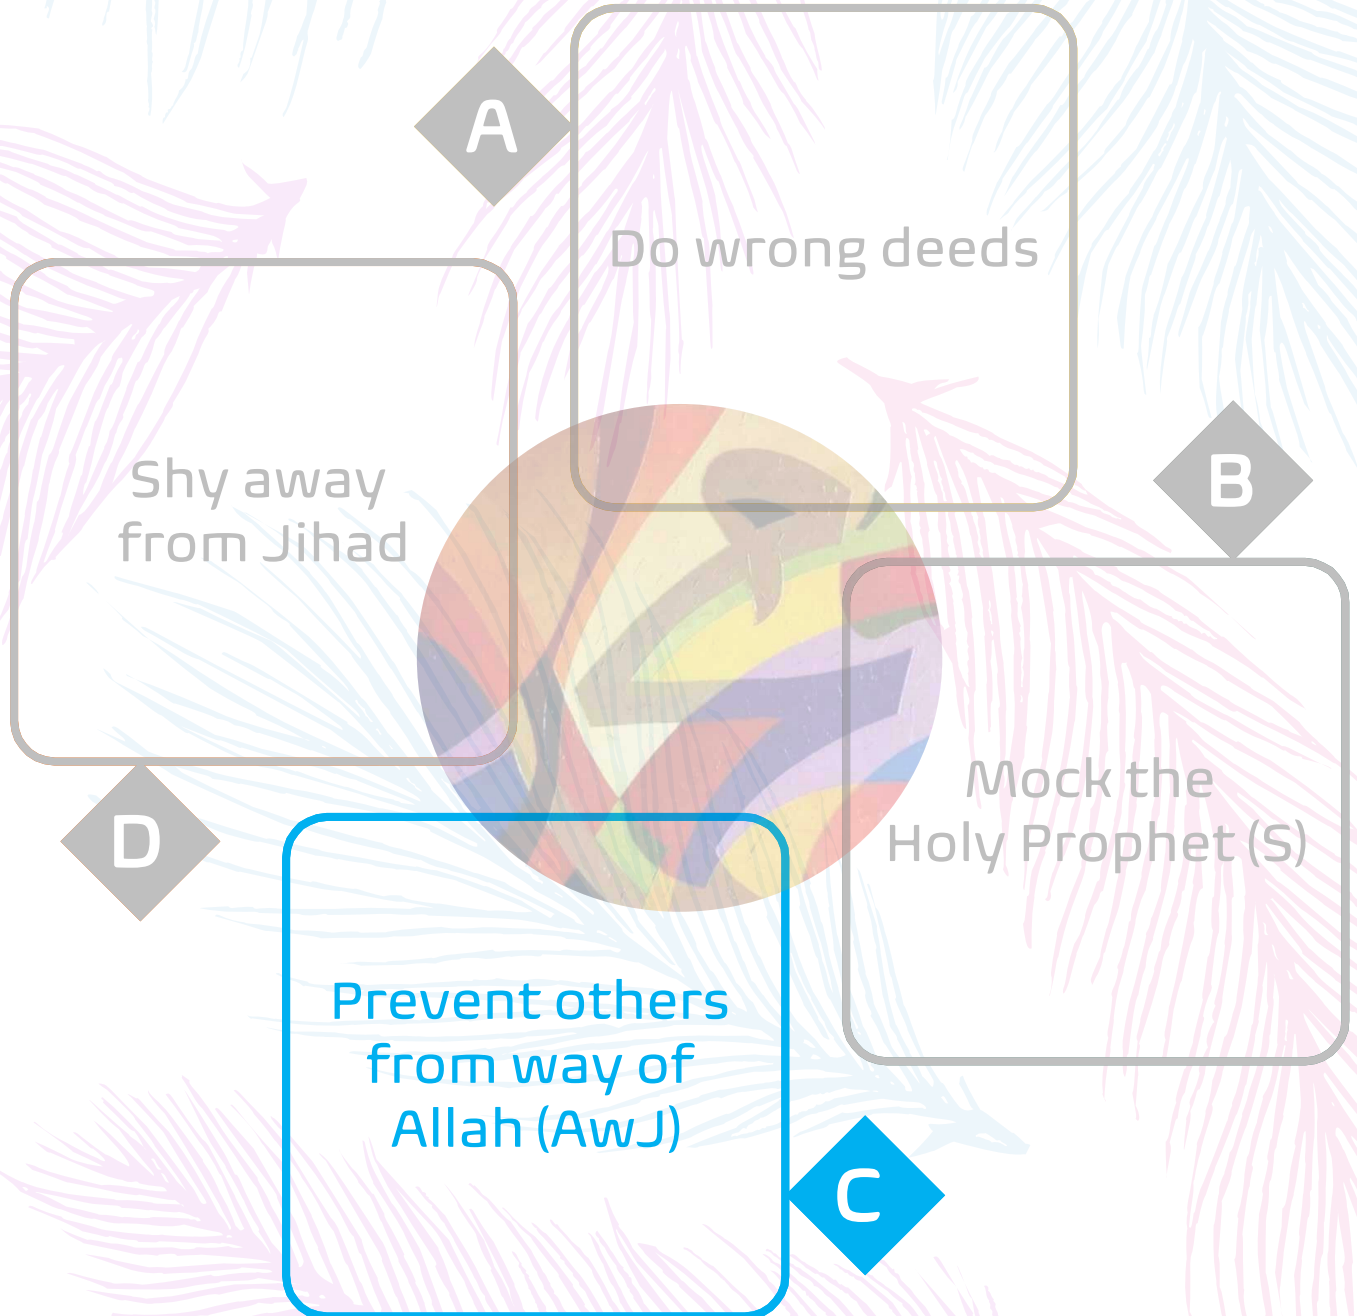 A
Do wrong deeds
B
Mock the
Holy Prophet (S)
C
Prevent others
from way of
Allah (AwJ)
D
Shy away
from Jihad